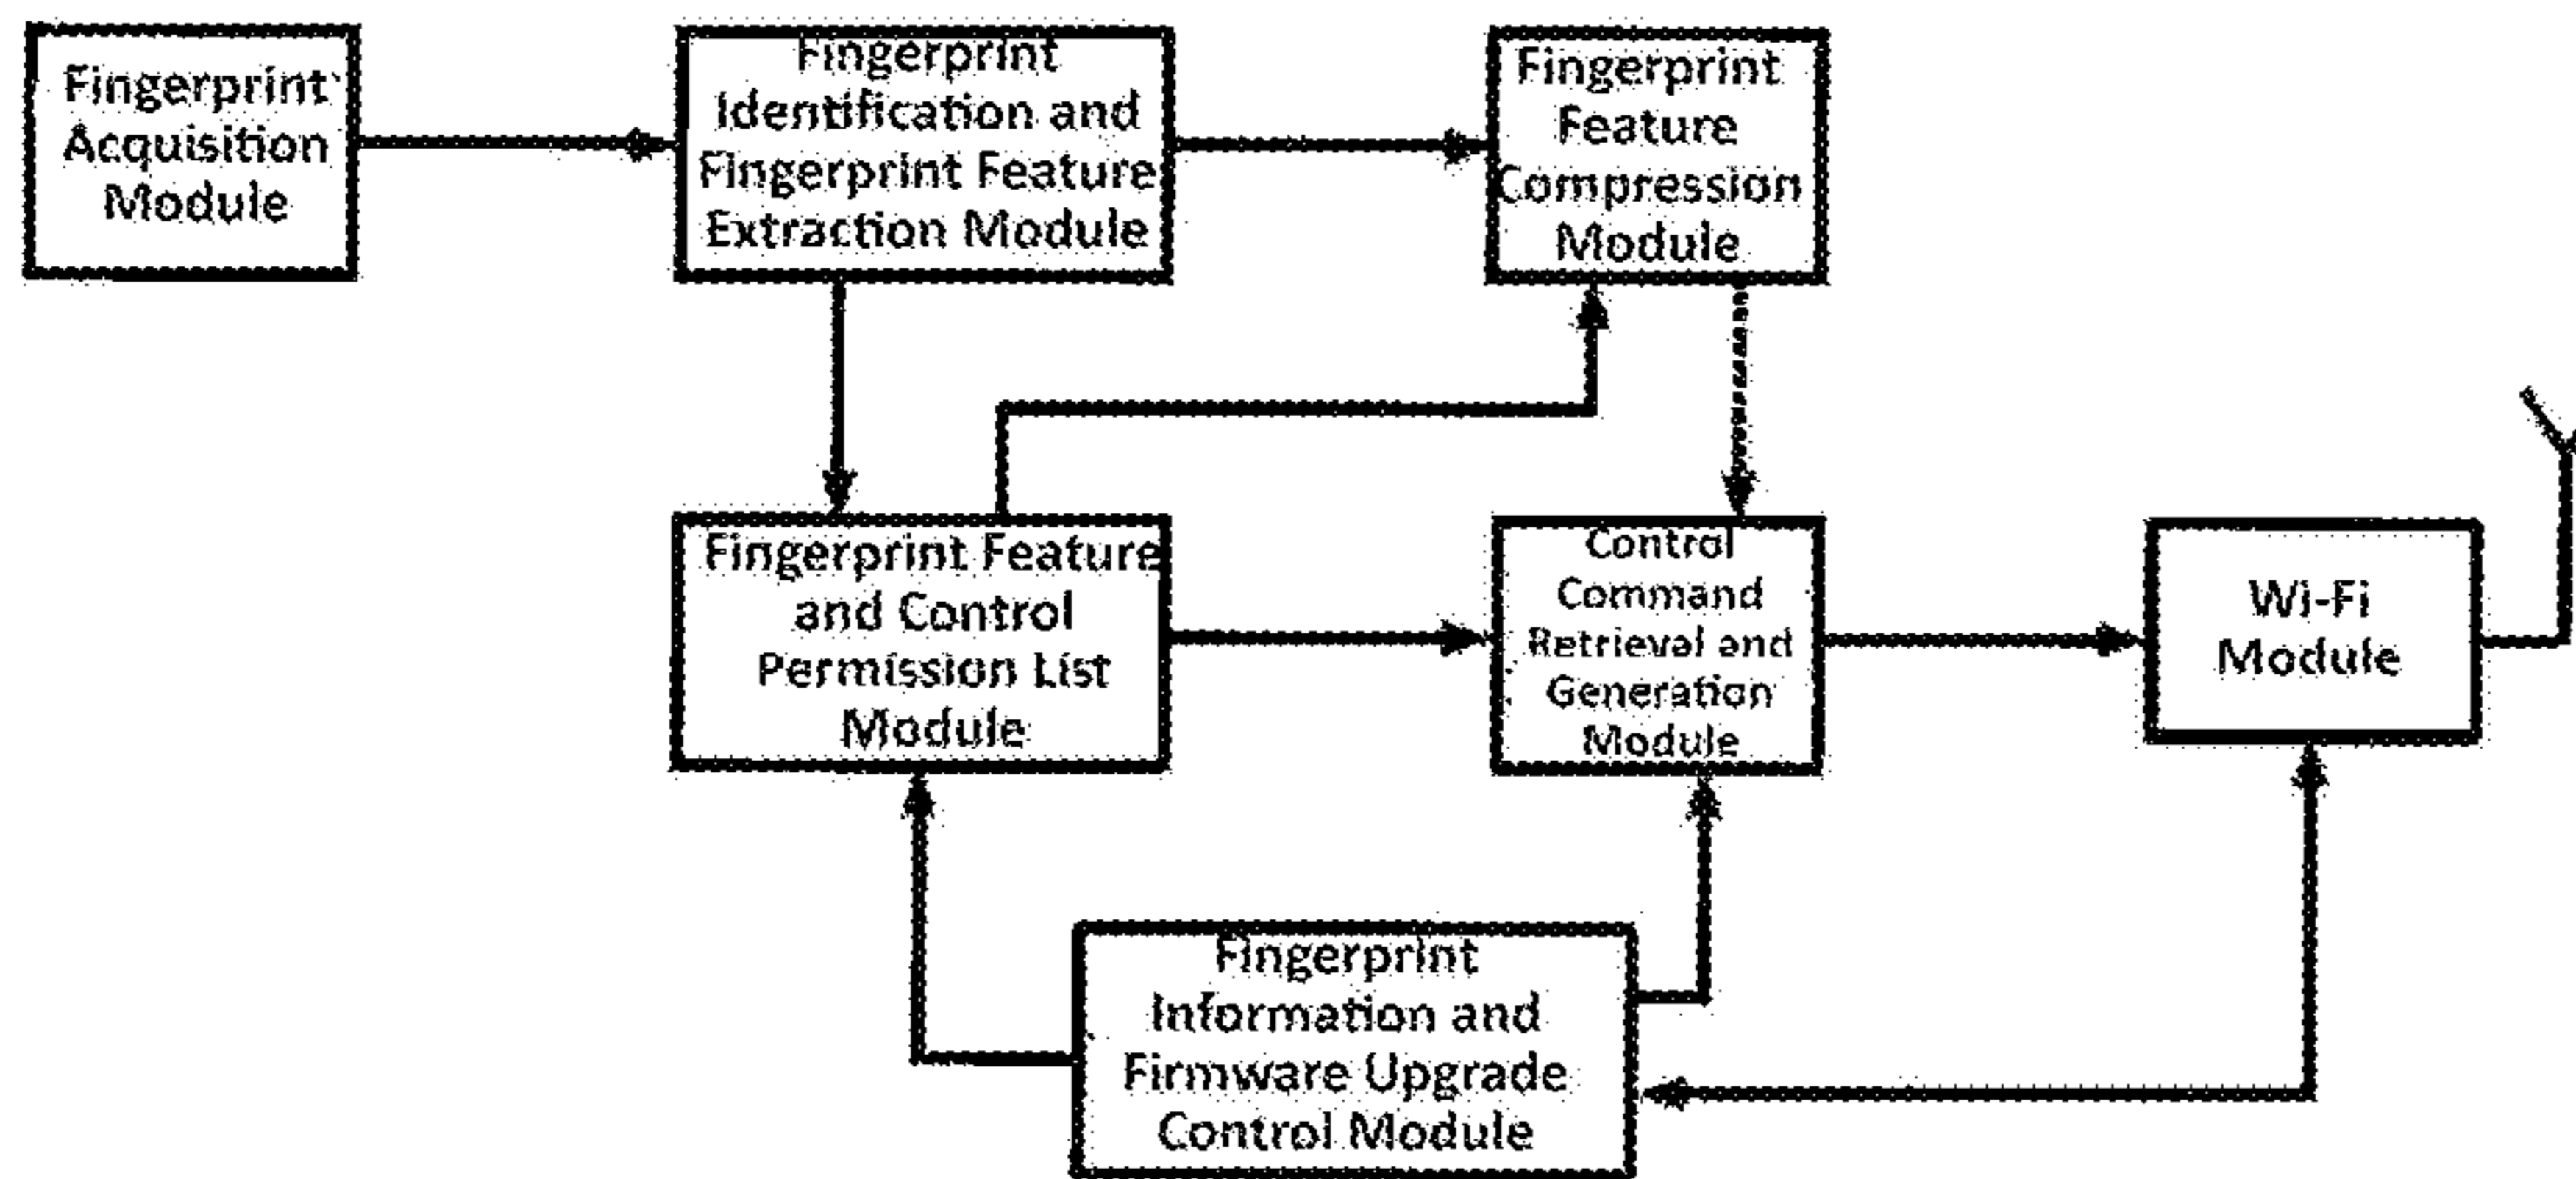 Fingerprint
Acquisition
Module
Fingerprint
Identification and
Fingerprint Feature
Extraction Module
Fingerprint
Feature
Compression
Module
Fingerprint Feature
and Control
Permission List
Module
Control
Command
Retrieval and
Generation
Module
Wi-Fi
Module
Fingerprint
Information and
Firmware Upgrade
Control Module